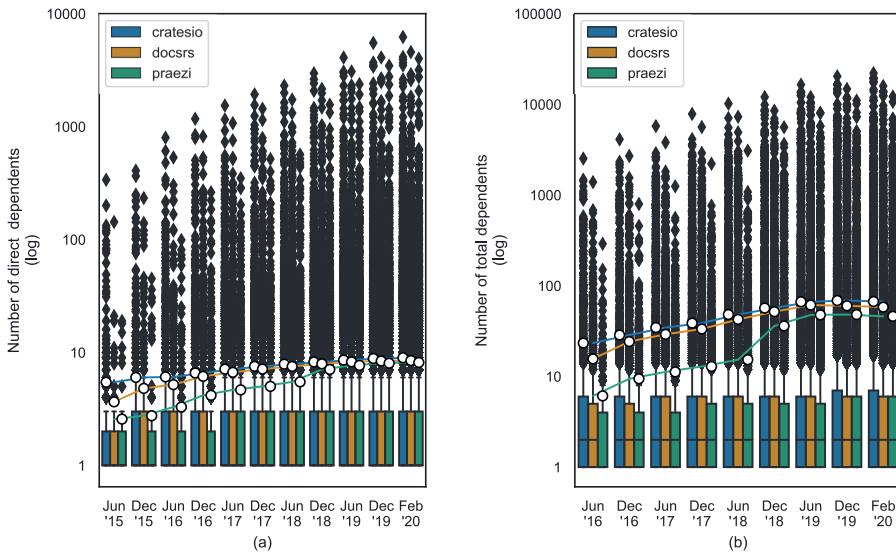 10000
1000
100
10
1
Number of direct dependents
(log)
cratesio
docsrs
praezi
Jun '15
Dec '15
Jun '16
Dec '16
Jun '17
Dec '17
Jun '18
Dec '18
Jun '19
Dec '19
Feb '20
(a)
100000
10000
1000
100
10
1
Number of total dependents
(log)
cratesio
docsrs
praezi
Jun '16
Dec '16
Jun '17
Dec '17
Jun '18
Dec '18
Jun '19
Dec '19
Feb '20
(b)